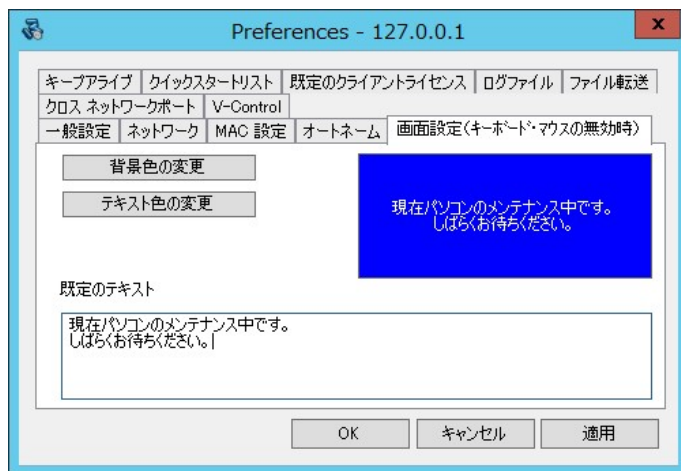 Preferences - 127.0.0.1
x
キープアライブ クイックスタートリスト 既定のクライアントライセンス ログファイル ファイル転送
クロス ネットワークポート V-Control
一般設定 ネットワーク MAC 設定 オートネーム 画面設定(キーボード・マウスの無効時)
背景色の変更
テキスト色の変更
現在パソコンのメンテナンス中です。
しばらくお待ちください。
既定のテキスト
現在パソコンのメンテナンス中です。
しばらくお待ちください。
OK キャンセル 適用